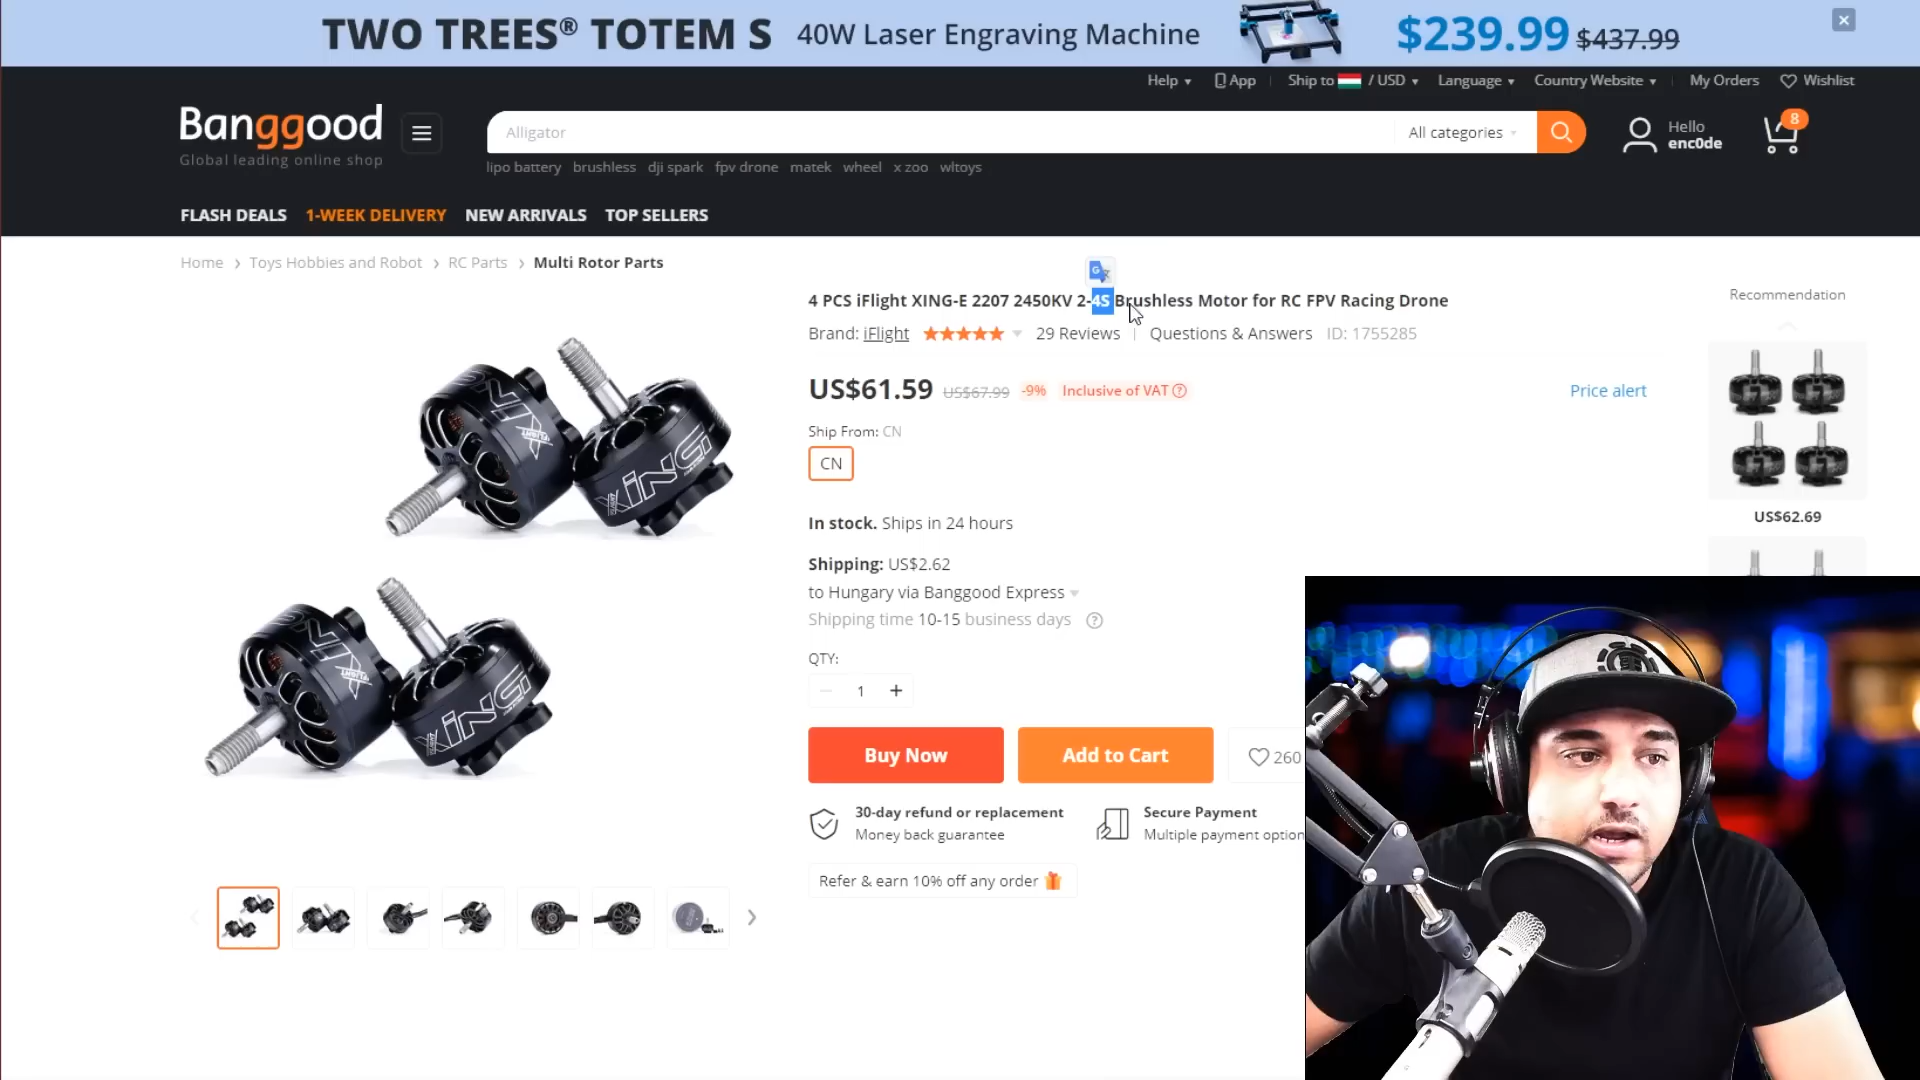 TWO TREES® TOTEM S 40W Laser Engraving Machine $239.99 $437.99
Help App Ship to / USD Language Country Website My Orders Wishlist
Banggood
Global leading online shop
Alligator All categories
Hello
enc0de
8
lipo battery brushless dji spark fpv drone matek wheel x zoo wltoys
FLASH DEALS 1-WEEK DELIVERY NEW ARRIVALS TOP SELLERS
Home > Toys Hobbies and Robot > RC Parts > Multi Rotor Parts
4 PCS iFlight XING-E 2207 2450KV 2-4S Brushless Motor for RC FPV Racing Drone
Brand: iFlight 29 Reviews Questions & Answers ID: 1755285
US$61.59 US$67.99 -9% Inclusive of VAT Price alert
Ship From: CN
CN
In stock. Ships in 24 hours
Shipping: US$2.62
to Hungary via Banggood Express
Shipping time 10-15 business days
QTY:
1 +
Buy Now Add to Cart 260
30-day refund or replacement
Money back guarantee
Secure Payment
Multiple payment option
Refer & earn 10% off any order
Recommendation
US$62.69
XING
XING